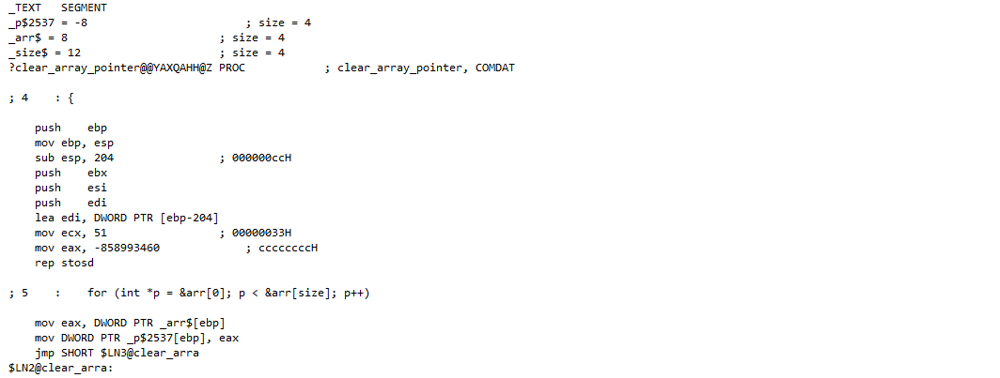 _TEXT   SEGMENT
_p$2537 = -8                        ; size = 4
_arr$ = 8                       ; size = 4
_size$ = 12                     ; size = 4
?clear_array_pointer@@YAXQAHH@Z PROC            ; clear_array_pointer, COMDAT
; 4    : {
    push    ebp
    mov ebp, esp
    sub esp, 204                ; 000000ccH
    push    ebx
    push    esi
    push    edi
    lea edi, DWORD PTR [ebp-204]
    mov ecx, 51                 ; 00000033H
    mov eax, -858993460             ; ccccccccH
    rep stosd
; 5    :    for (int *p = &arr[0]; p < &arr[size]; p++)
    mov eax, DWORD PTR _arr$[ebp]
    mov DWORD PTR _p$2537[ebp], eax
    jmp SHORT $LN3@clear_arra
$LN2@clear_arra: